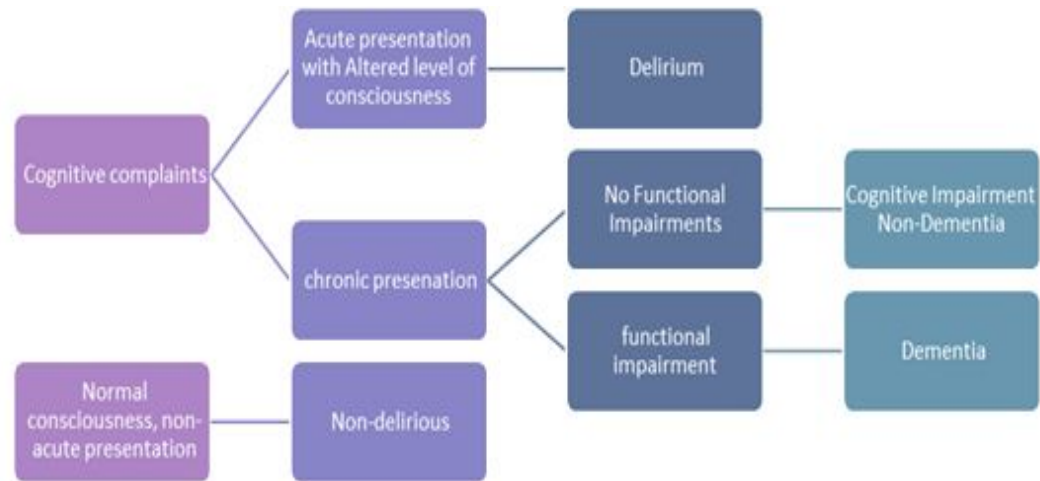 Acute presentation
with Altered level of
consciousness
Delirium
Cognitive complaints
No Functional
Impairments
Cognitive Impairment
Non-Dementia
chronic presenation
functional
impairment
Dementia
Normal
consciousness, non-
acute presentation
Non-delirious